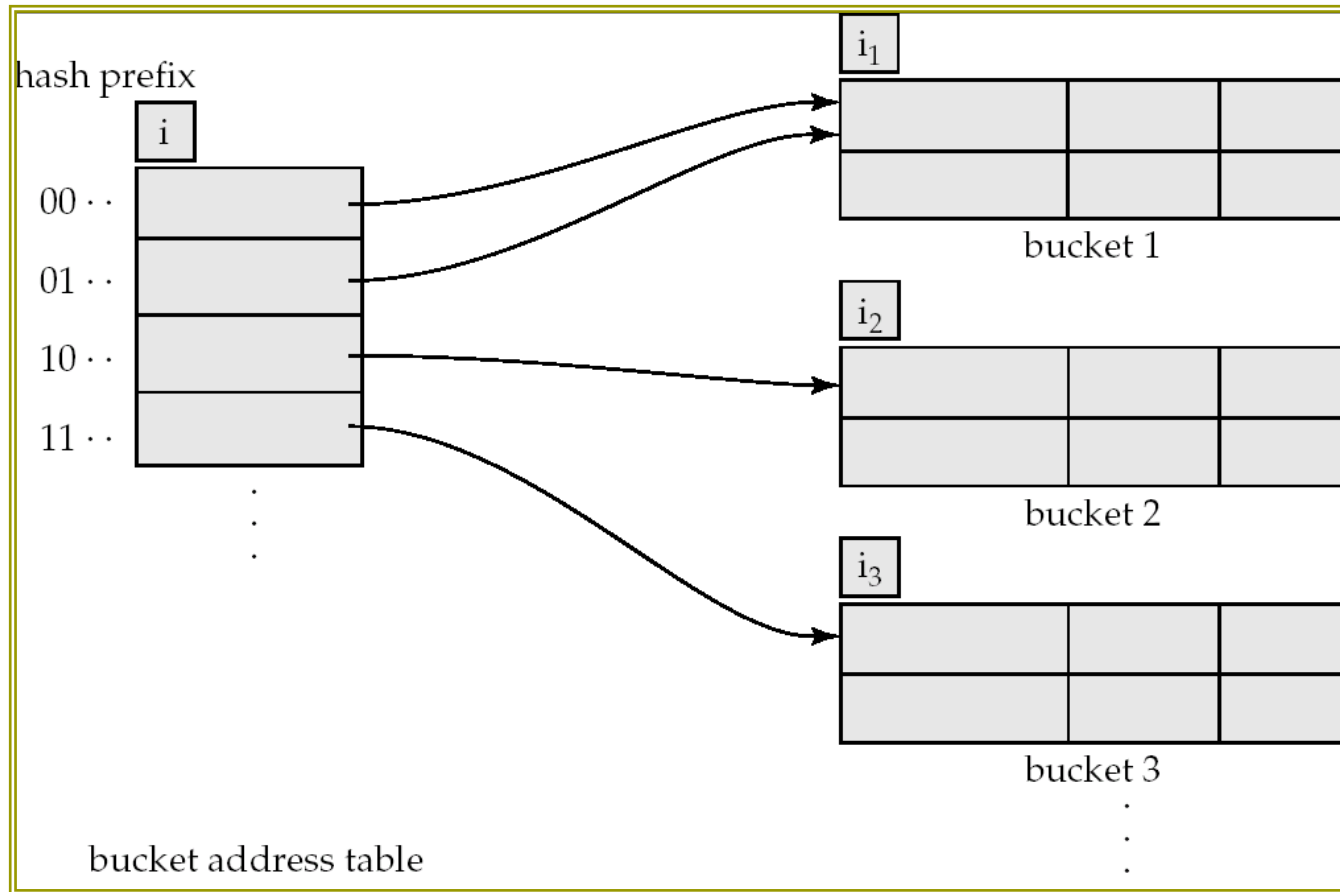 hash prefix
i
00 · ·
01 · ·
10 · ·
11 · ·
·
·
·
bucket address table
i₁
bucket 1
i₂
bucket 2
i₃
bucket 3
·
·
·